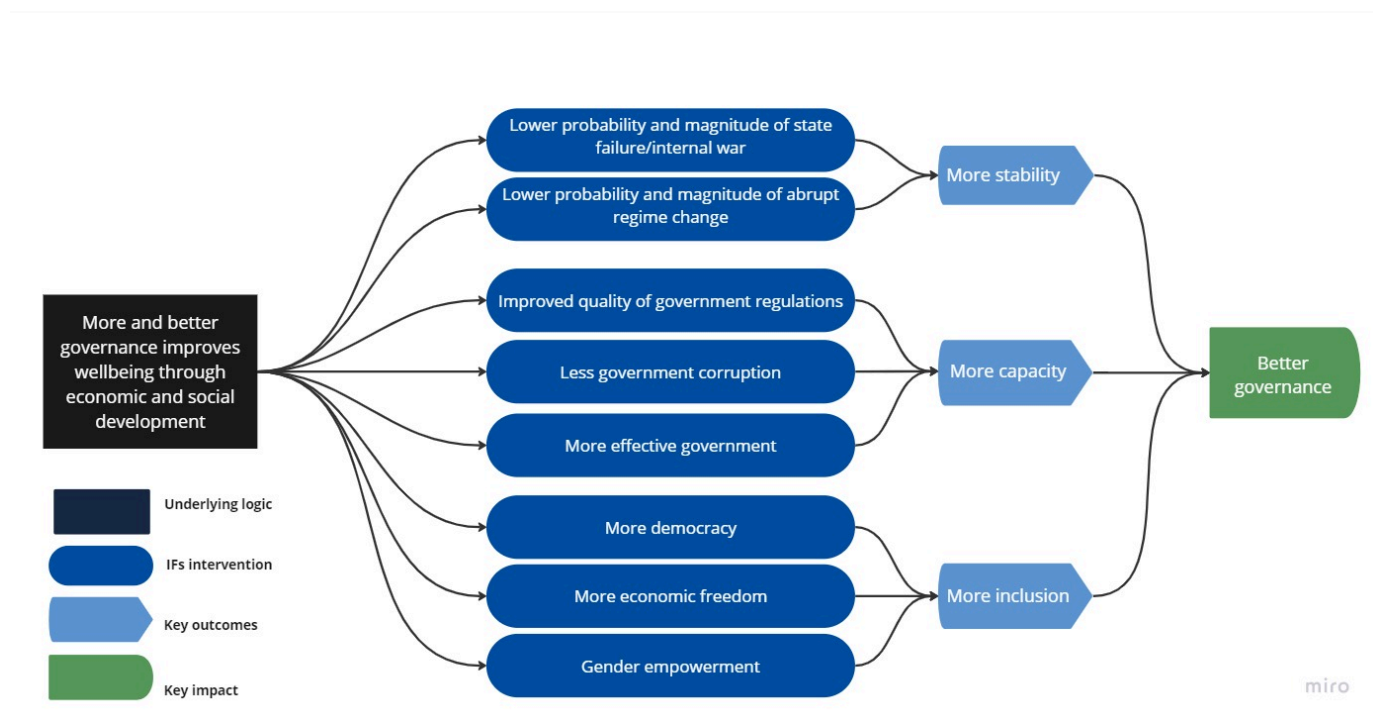 Lower probability and magnitude of state
failure/internal war
Lower probability and magnitude of abrupt
regime change
More stability
Improved quality of government regulations
Less government corruption
More effective government
More capacity
More and better
governance improves
wellbeing through
economic and social
development
Better
governance
More democracy
More economic freedom
Gender empowerment
More inclusion
Underlying logic
IFs intervention
Key outcomes
Key impact
miro